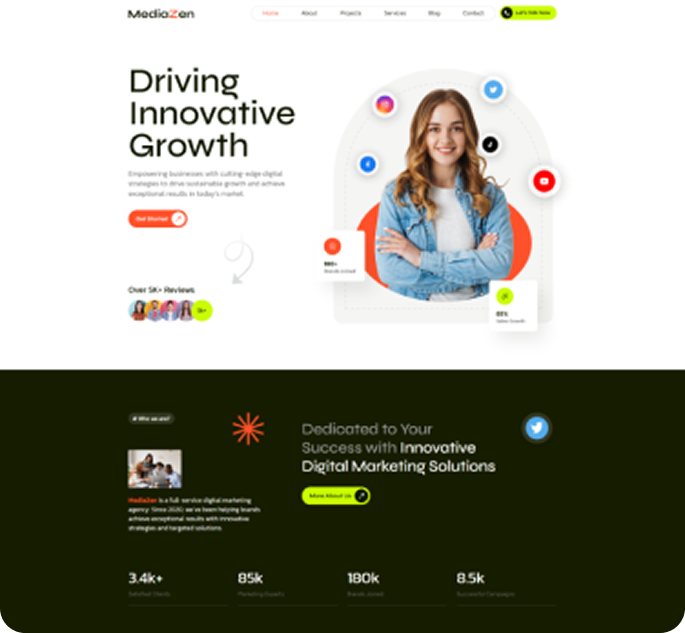 MediaZen
Home About Projects Services Blog Contact Let's Talk Now
Driving
Innovative
Growth
Empowering businesses with cutting-edge digital
strategies to drive sustainable growth and achieve
exceptional results in today's market.
Get Started
Over 5K+ Reviews
5k+
Brands Joined
Sales Growth
# Who we are?
Dedicated to Your
Success with Innovative
Digital Marketing Solutions
More About Us
MediaZen is a full-service digital marketing
agency. Since 2020, we've been helping brands
achieve exceptional results with innovative
strategies and targeted solutions.
3.4k+
Satisfied Clients
85k
Marketing Experts
180k
Brands Joined
8.5k
Successful Campaigns